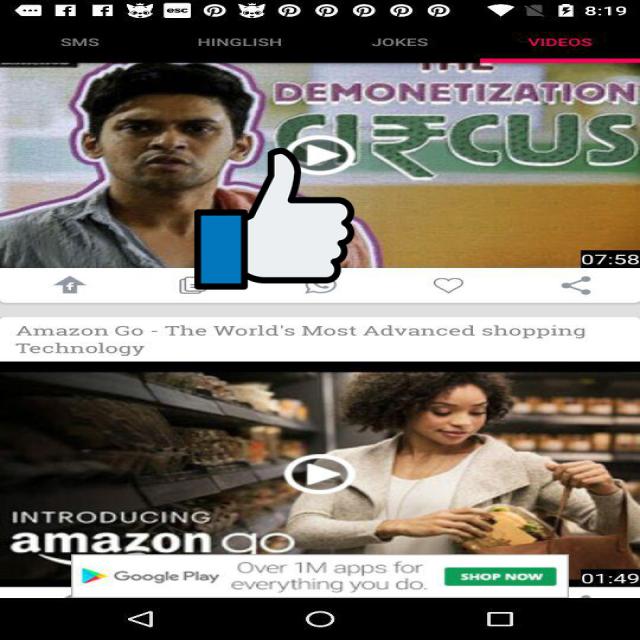 esc 8:19
SMS HINGLISH JOKES VIDEOS
THE
DEMONETIZATION
CIRCUS
07:58
Amazon Go - The World's Most Advanced shopping
Technology
INTRODUCING
amazon go
Google Play Over 1M apps for
everything you do. SHOP NOW
01:49